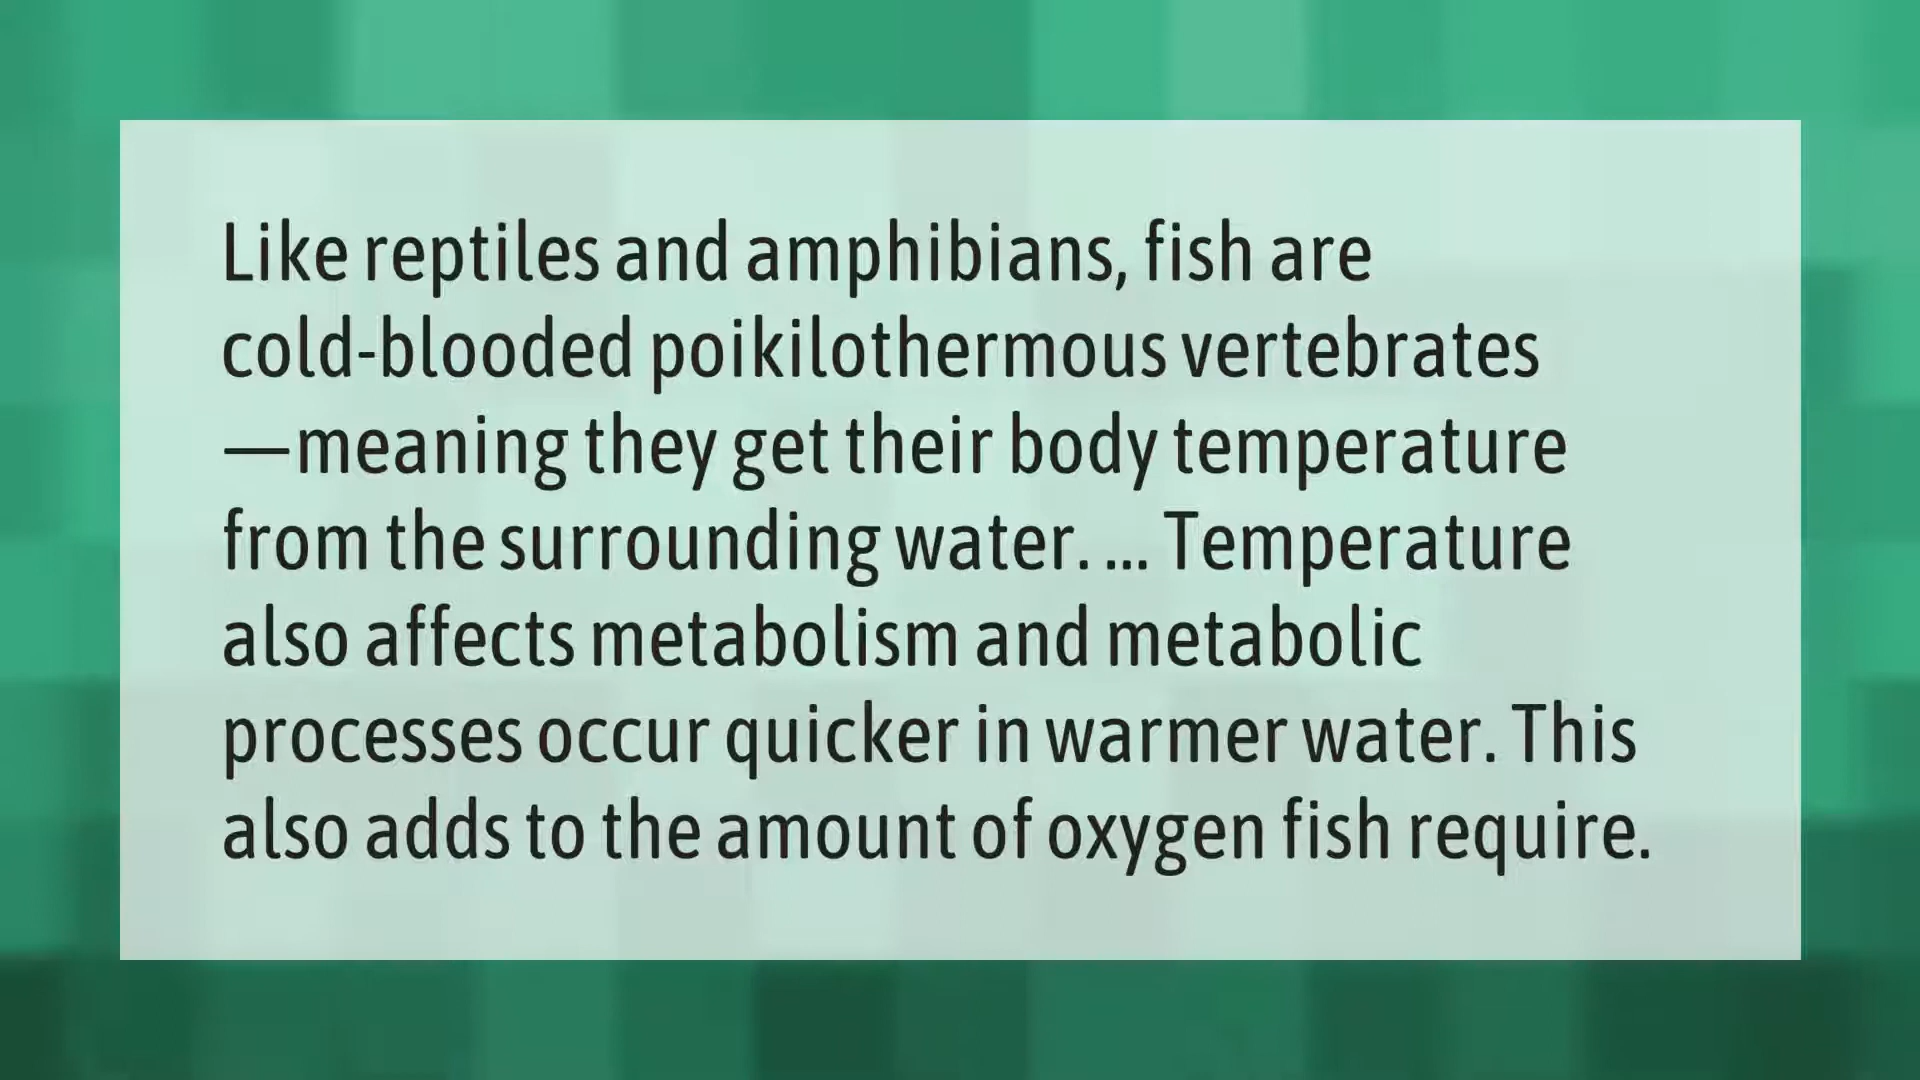 Like reptiles and amphibians, fish are
cold-blooded poikilothermous vertebrates
—meaning they get their body temperature
from the surrounding water. ... Temperature
also affects metabolism and metabolic
processes occur quicker in warmer water. This
also adds to the amount of oxygen fish require.